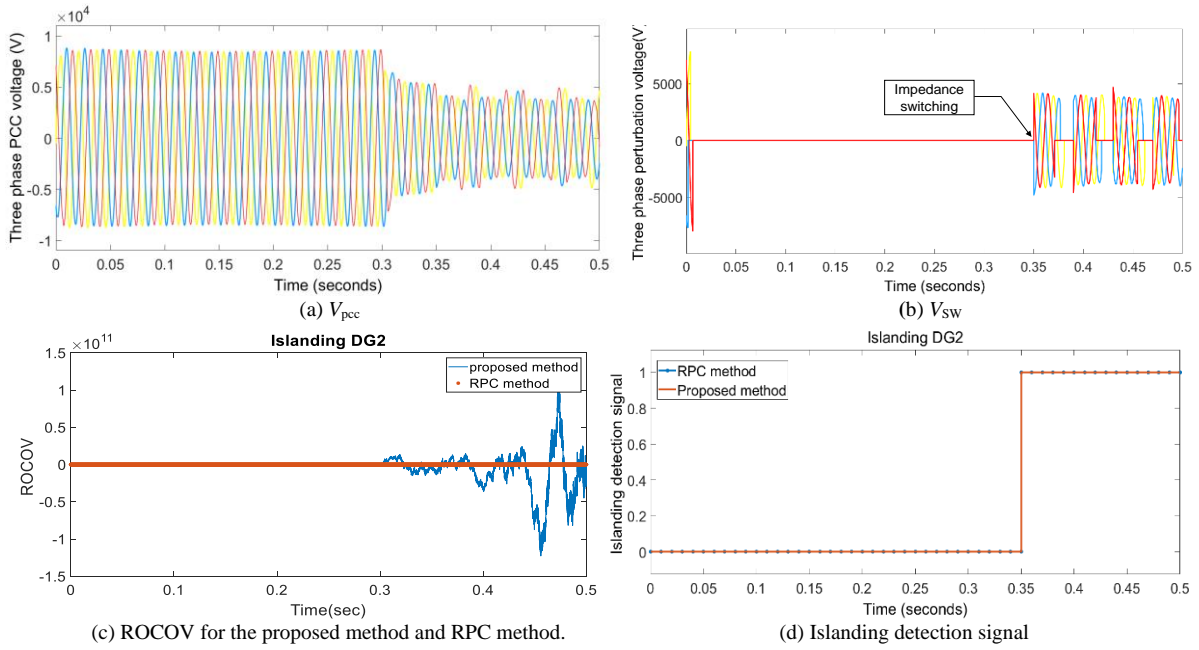 ×10⁴
Three phase PCC voltage (V)
1
0.5
0
-0.5
-1
0 0.05 0.1 0.15 0.2 0.25 0.3 0.35 0.4 0.45 0.5
Time (seconds)
(a) Vpcc
Three phase perturbation voltage(V)
5000
0
-5000
Impedance
switching
0 0.05 0.1 0.15 0.2 0.25 0.3 0.35 0.4 0.45 0.5
Time (seconds)
(b) VSW
×10¹¹
Islanding DG2
ROCOV
1.5
1
0.5
0
-0.5
-1
-1.5
proposed method
RPC method
0 0.1 0.2 0.3 0.4 0.5
Time(sec)
(c) ROCOV for the proposed method and RPC method.
Islanding DG2
Islanding detection signal
1
0.8
0.6
0.4
0.2
0
RPC method
Proposed method
0 0.05 0.1 0.15 0.2 0.25 0.3 0.35 0.4 0.45 0.5
Time (seconds)
(d) Islanding detection signal